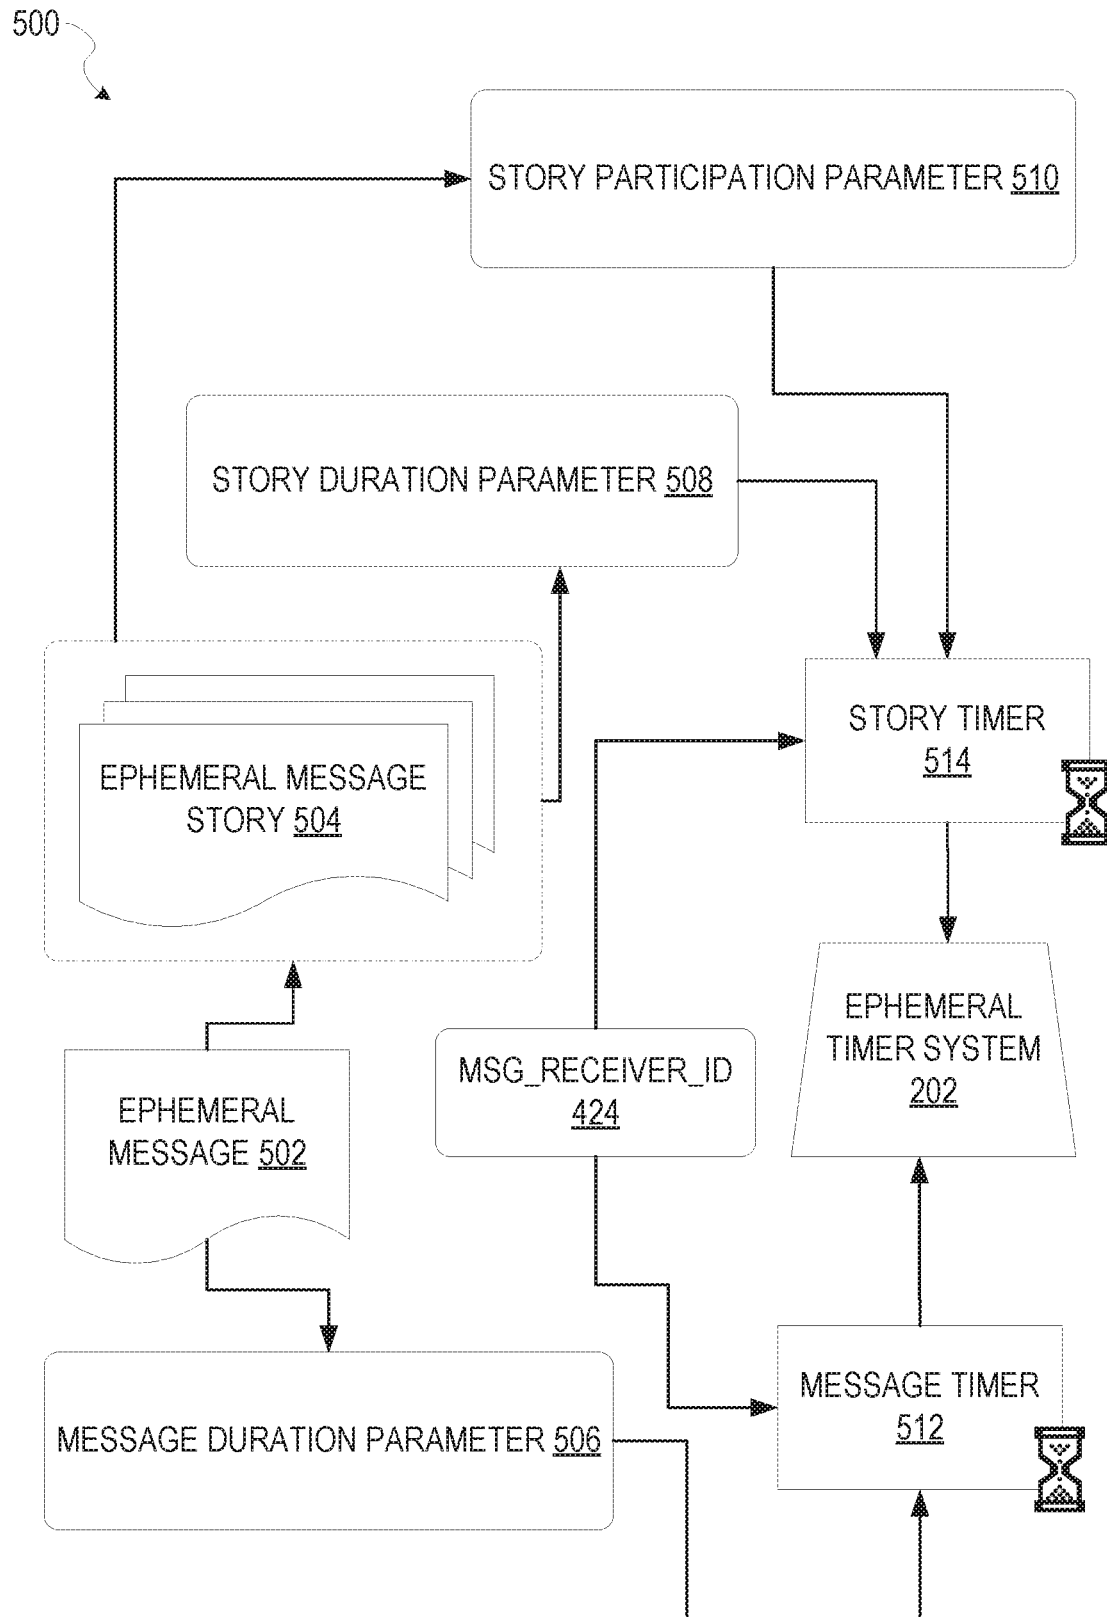 500
STORY PARTICIPATION PARAMETER 510
STORY DURATION PARAMETER 508
STORY TIMER
514
EPHEMERAL MESSAGE
STORY 504
EPHEMERAL
TIMER SYSTEM
202
MSG_RECEIVER_ID
424
EPHEMERAL
MESSAGE 502
MESSAGE TIMER
512
MESSAGE DURATION PARAMETER 506